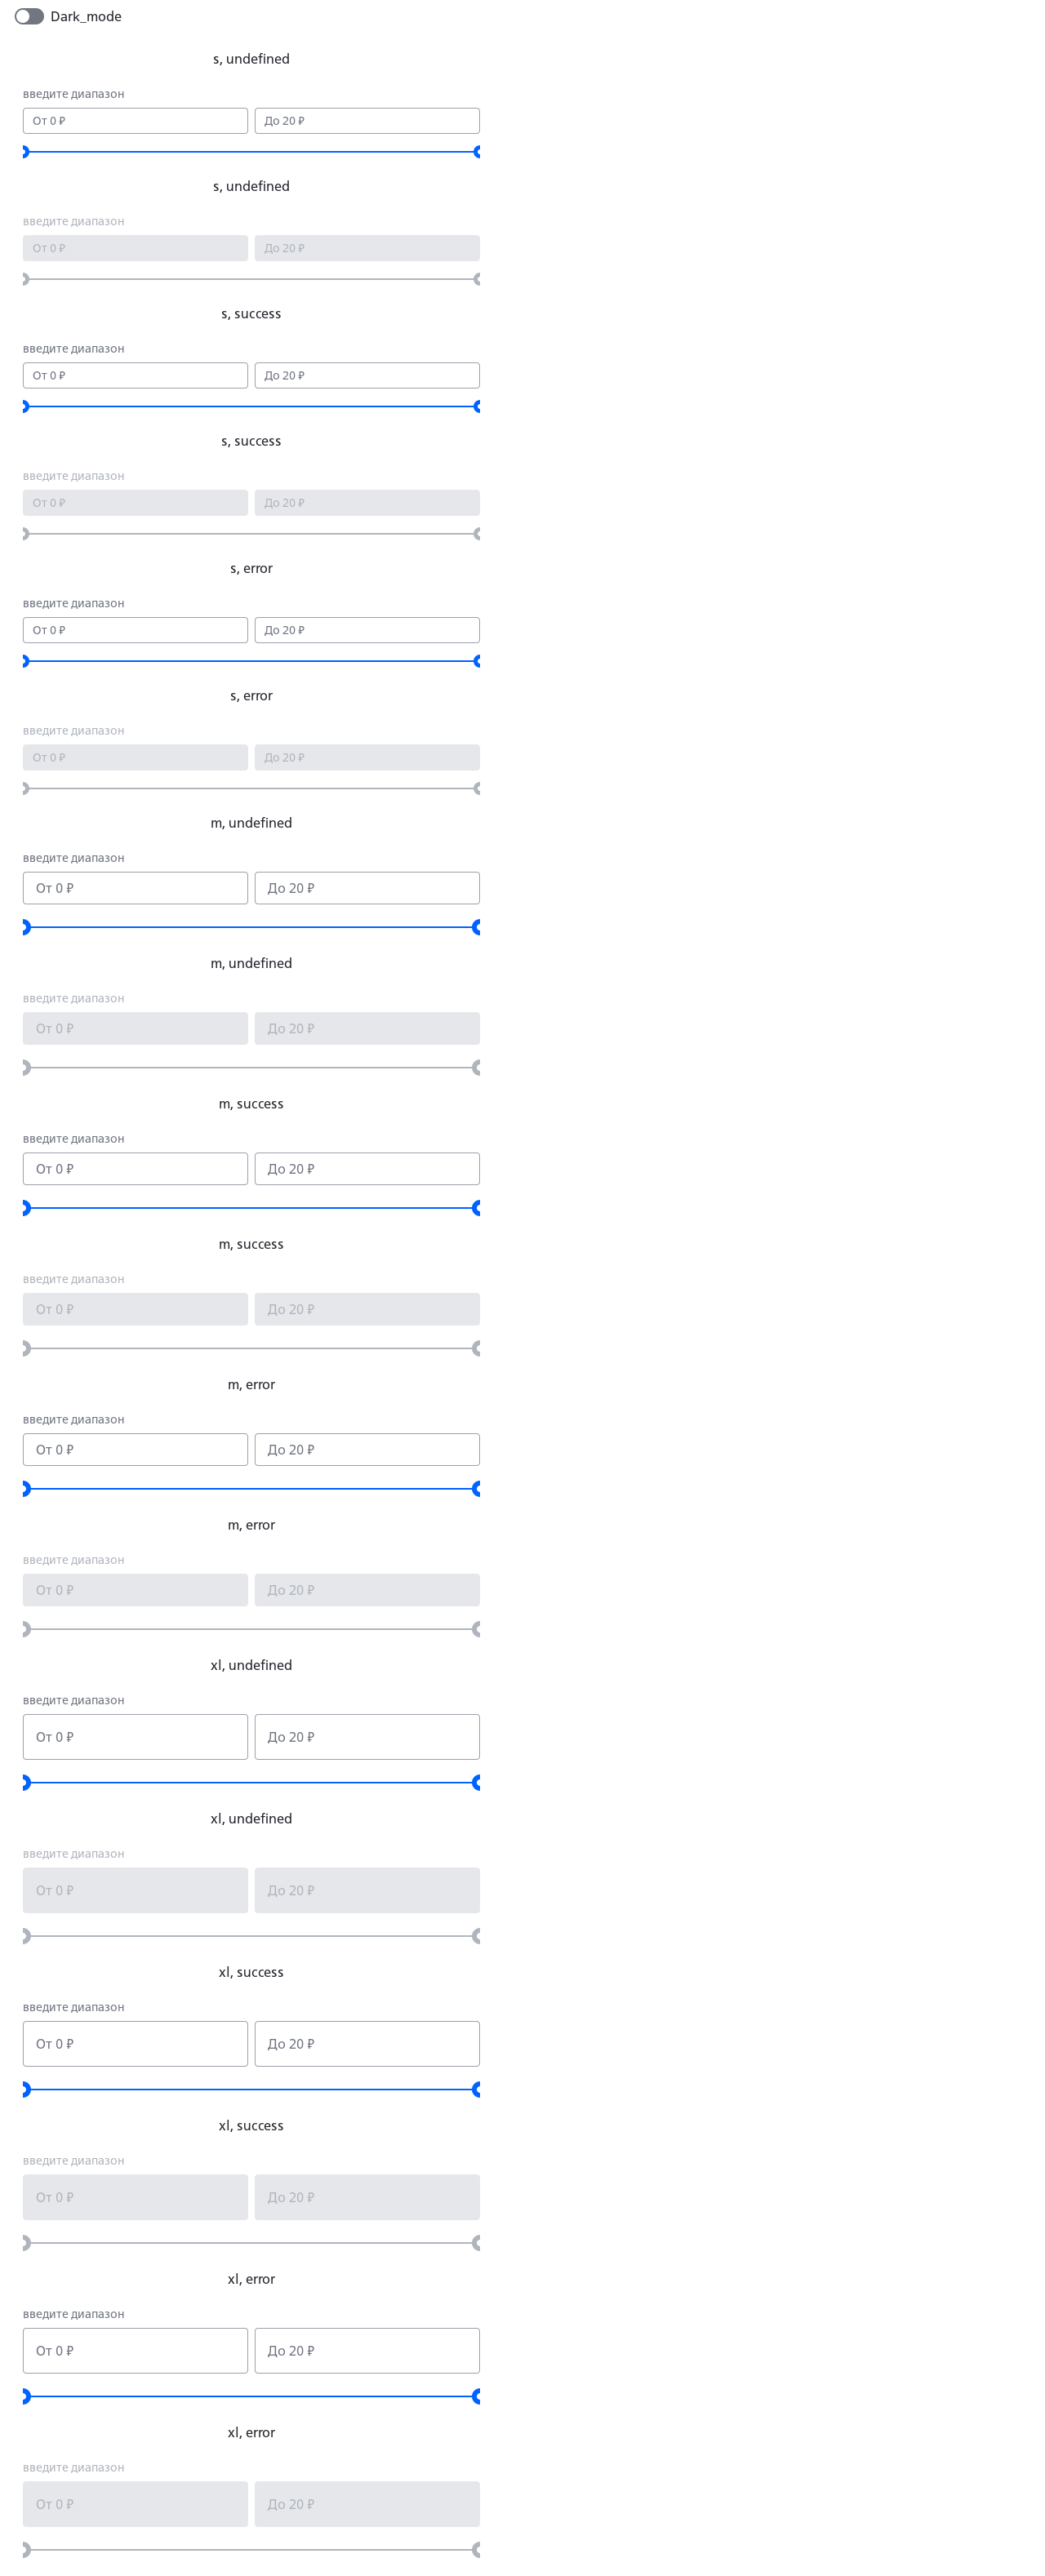 Dark_mode
s, undefined
введите диапазон
От 0 ₽ До 20 ₽
s, undefined
введите диапазон
От 0 ₽ До 20 ₽
s, success
введите диапазон
От 0 ₽ До 20 ₽
s, success
введите диапазон
От 0 ₽ До 20 ₽
s, error
введите диапазон
От 0 ₽ До 20 ₽
s, error
введите диапазон
От 0 ₽ До 20 ₽
m, undefined
введите диапазон
От 0 ₽ До 20 ₽
m, undefined
введите диапазон
От 0 ₽ До 20 ₽
m, success
введите диапазон
От 0 ₽ До 20 ₽
m, success
введите диапазон
От 0 ₽ До 20 ₽
m, error
введите диапазон
От 0 ₽ До 20 ₽
m, error
введите диапазон
От 0 ₽ До 20 ₽
xl, undefined
введите диапазон
От 0 ₽ До 20 ₽
xl, undefined
введите диапазон
От 0 ₽ До 20 ₽
xl, success
введите диапазон
От 0 ₽ До 20 ₽
xl, success
введите диапазон
От 0 ₽ До 20 ₽
xl, error
введите диапазон
От 0 ₽ До 20 ₽
xl, error
введите диапазон
От 0 ₽ До 20 ₽